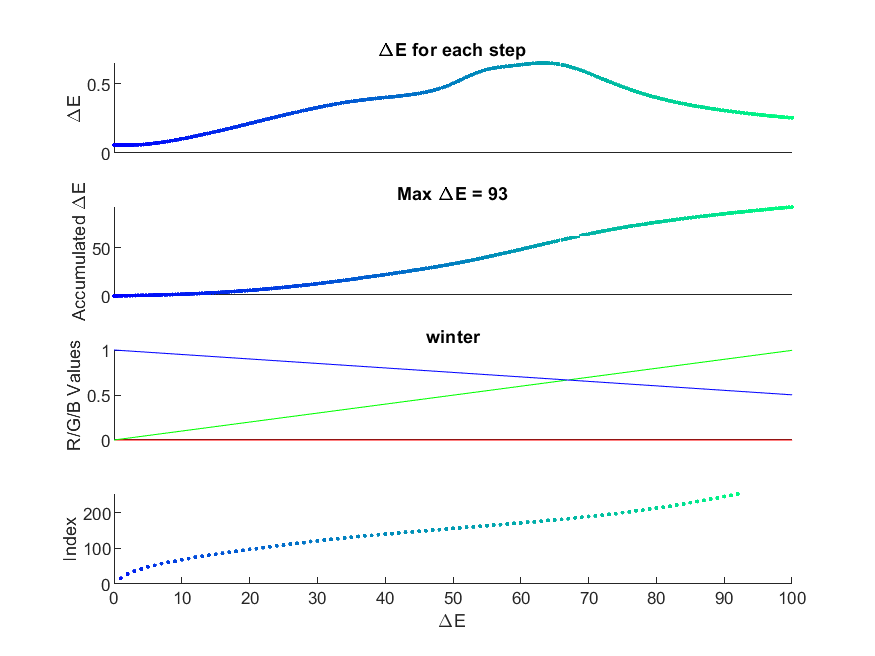 ΔE for each step
ΔE
0.5
0
Max ΔE = 93
Accumulated ΔE
50
0
winter
R/G/B Values
1
0.5
0
Index
200
100
0
0 10 20 30 40 50 60 70 80 90 100
ΔE